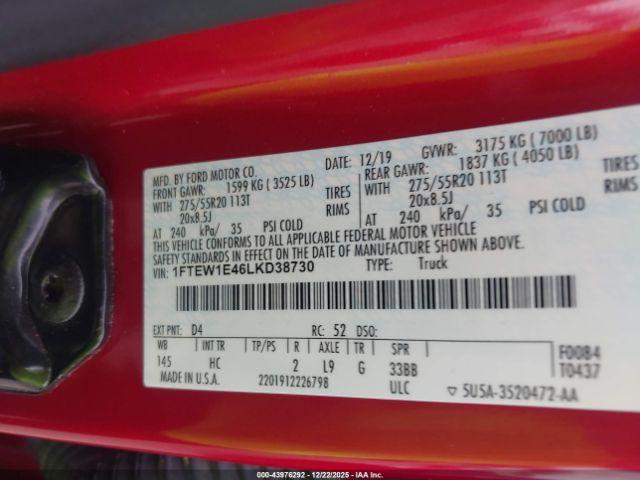 MFD. BY FORD MOTOR CO.
DATE: 12/19 GVWR: 3175 KG ( 7000 LB)
FRONT GAWR: 1599 KG ( 3525 LB)
REAR GAWR: 1837 KG ( 4050 LB)
WITH 275/55R20 113T TIRES
WITH 275/55R20 113T TIRES
20x8.5J RIMS
20x8.5J RIMS
AT 240 kPa/ 35 PSI COLD
AT 240 kPa/ 35 PSI COLD
THIS VEHICLE CONFORMS TO ALL APPLICABLE FEDERAL MOTOR VEHICLE
SAFETY STANDARDS IN EFFECT ON THE DATE OF MANUFACTURE SHOWN ABOVE.
VIN: 1FTEW1E46LKD38730 TYPE: Truck
EXT PNT: D4 RC: 52 DSO:
WB INT TR TP/PS R AXLE TR SPR F0084
145 HC 2 L9 G 33BB T0437
MADE IN U.S.A. 2201912226798 ULC 5U5A-3520472-AA
© IAA - 43976292 - 12/22/2025 - IAAI.COM